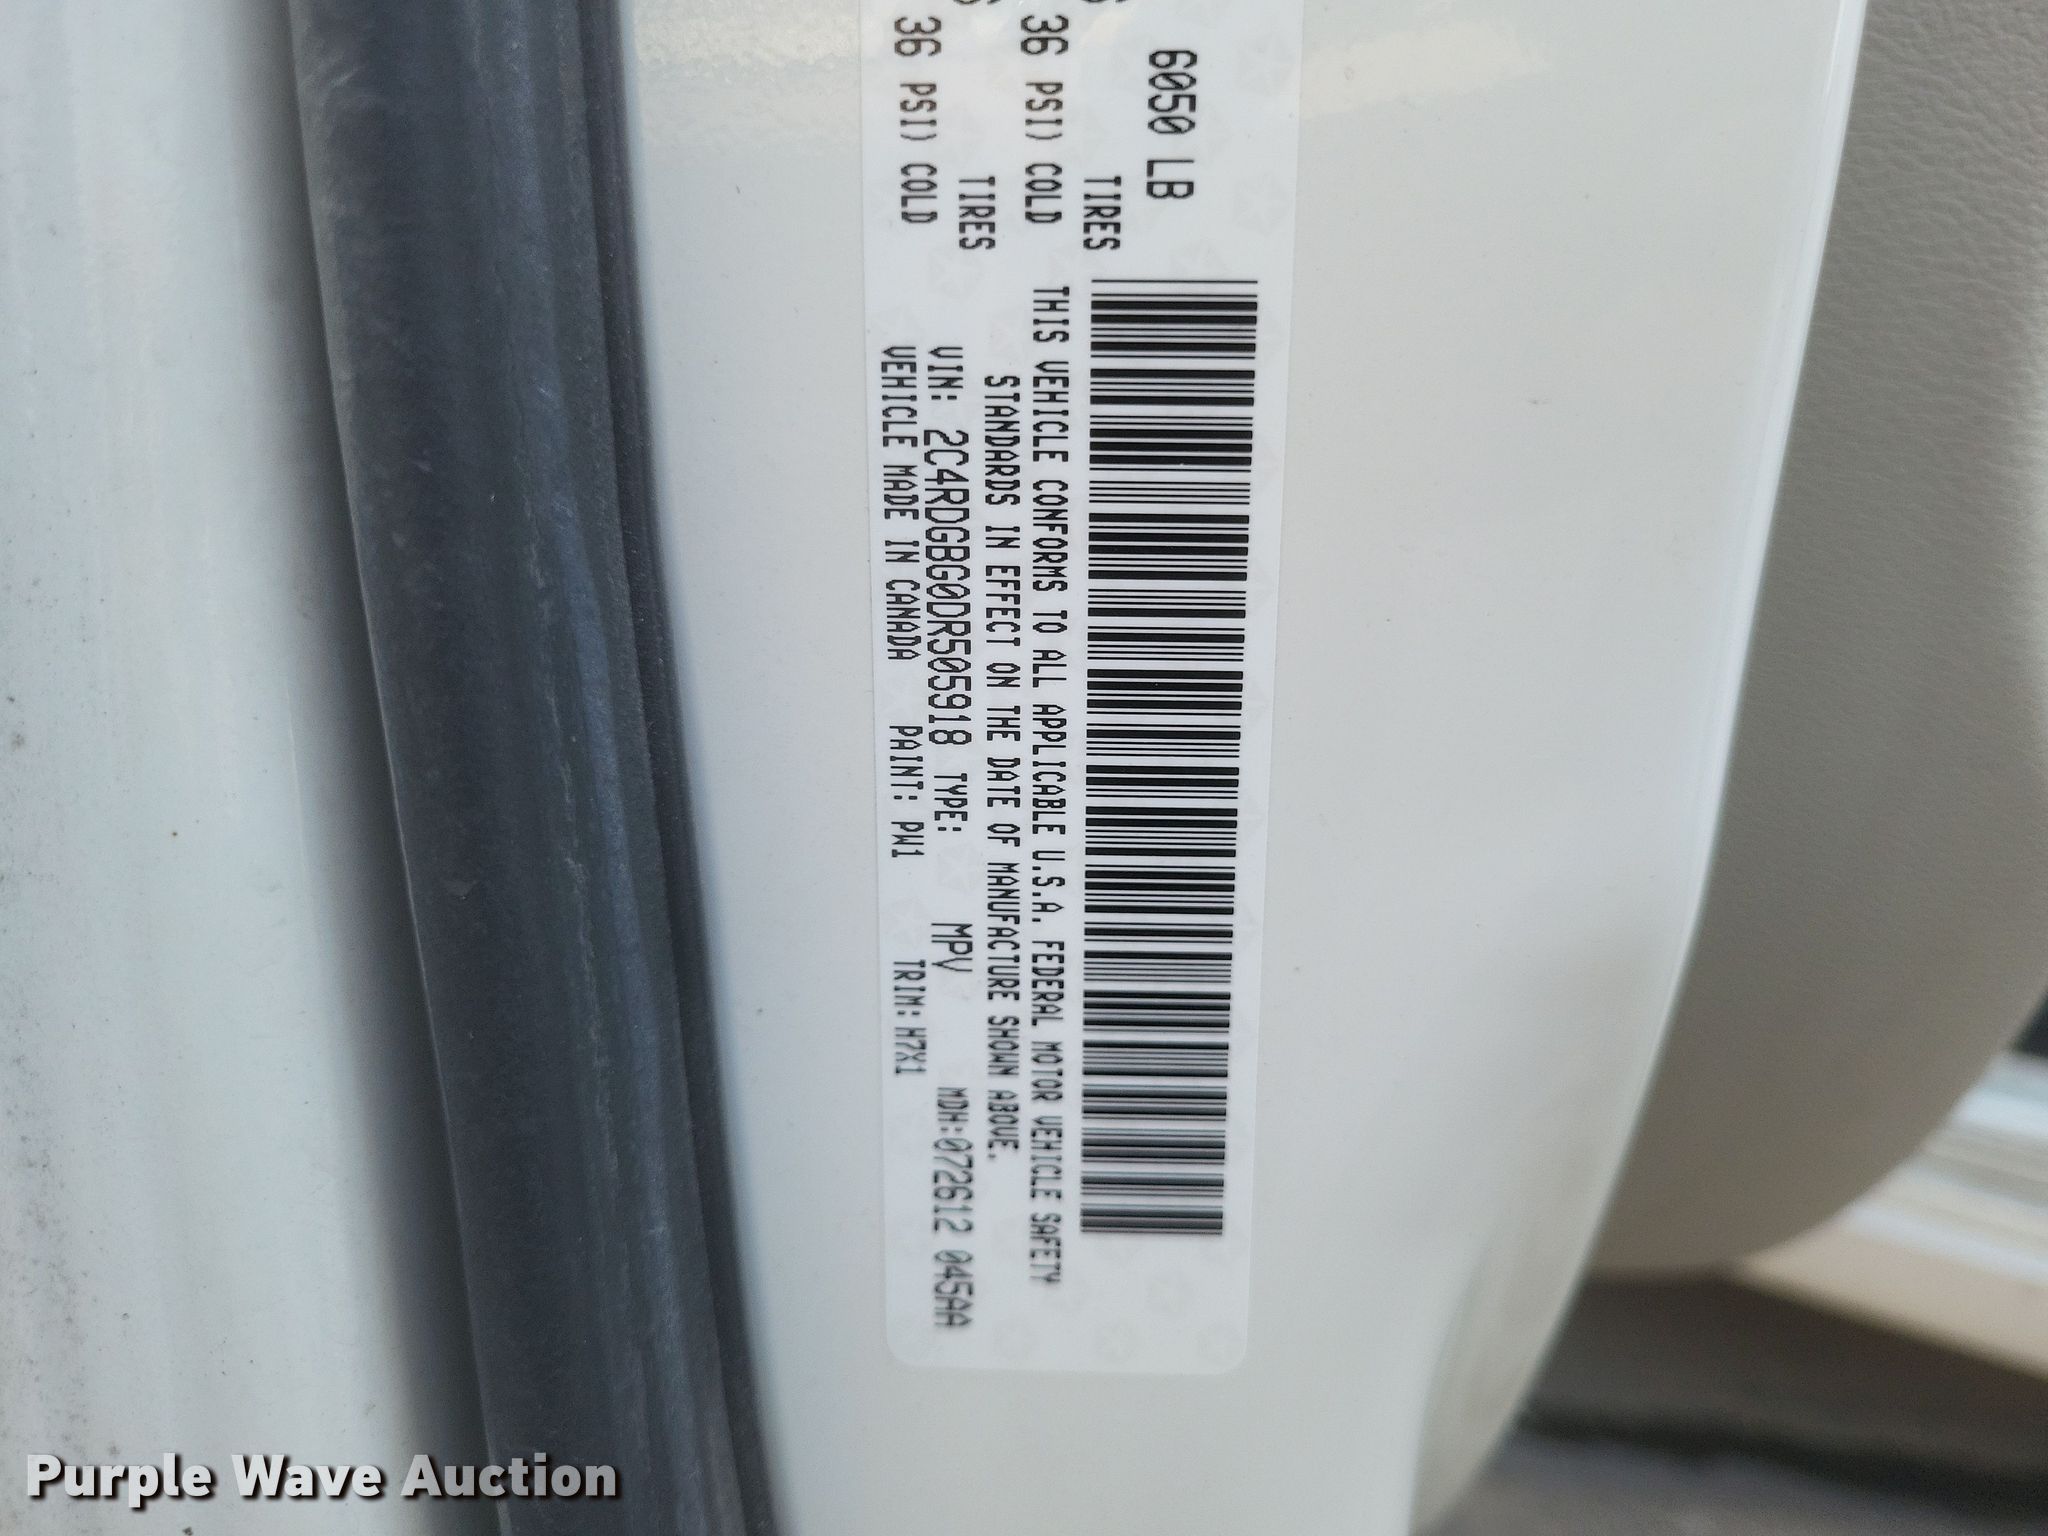 6050 LB
TIRES
36 PSI) COLD
TIRES
36 PSI) COLD
THIS VEHICLE CONFORMS TO ALL APPLICABLE U.S.A. FEDERAL MOTOR VEHICLE SAFETY
STANDARDS IN EFFECT ON THE DATE OF MANUFACTURE SHOWN ABOVE.
VIN: 2C4RDGBG0DR505918 TYPE: MPV MDH:072612 045AA
VEHICLE MADE IN CANADA PAINT: PW1 TRIM: H7X1
Purple Wave Auction